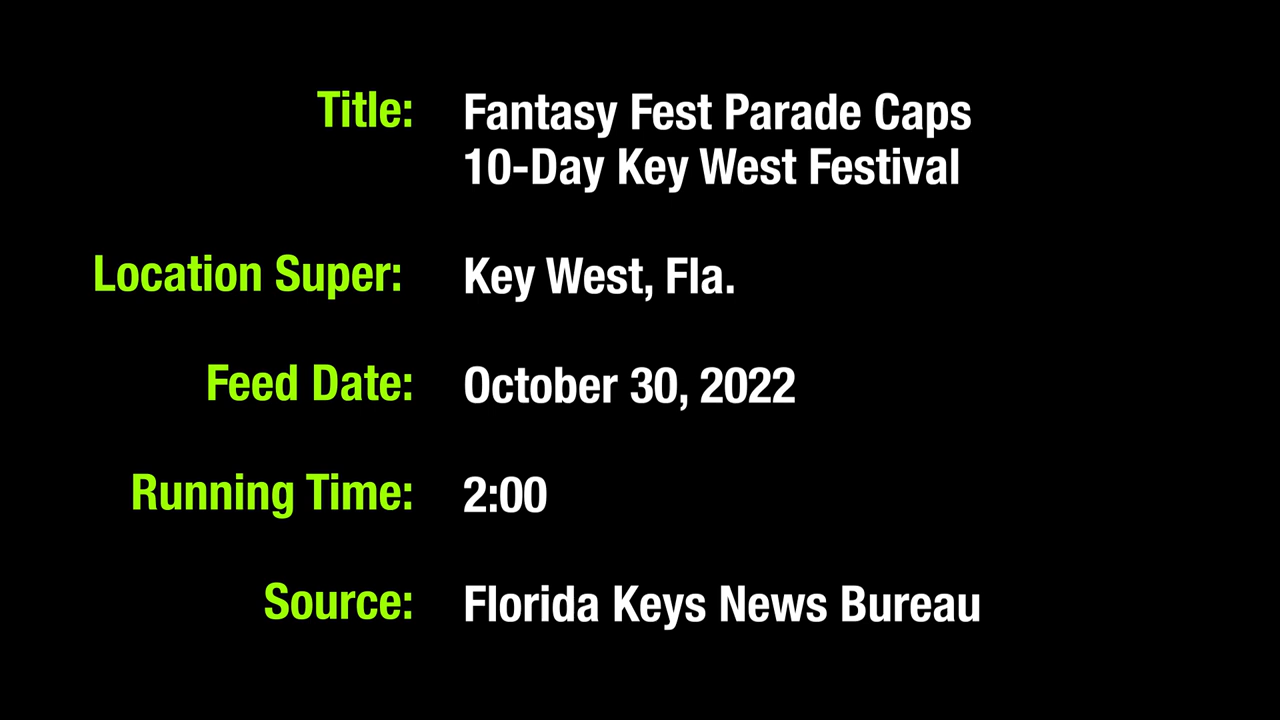 Title: Fantasy Fest Parade Caps
10-Day Key West Festival
Location Super: Key West, Fla.
Feed Date: October 30, 2022
Running Time: 2:00
Source: Florida Keys News Bureau